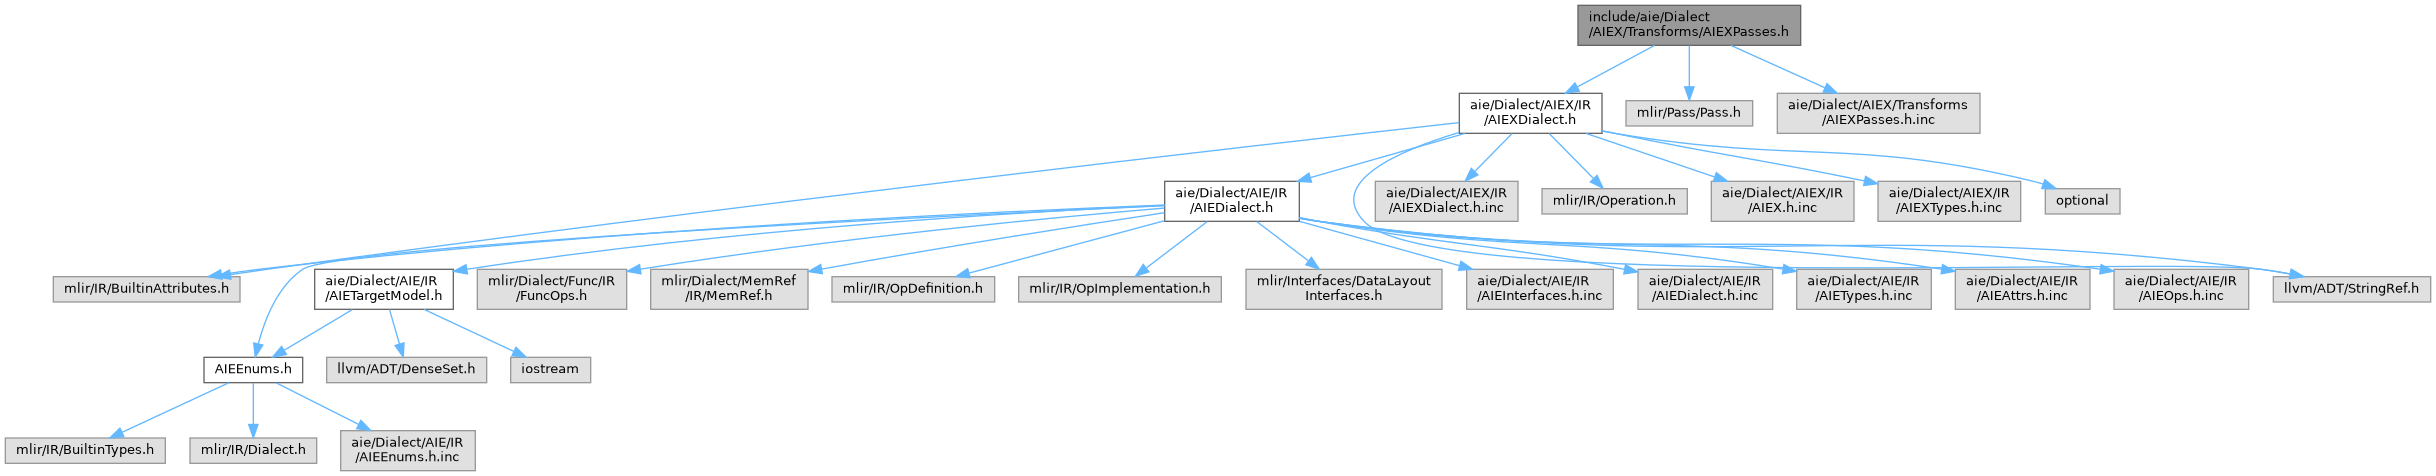 include/aie/Dialect
/AIEX/Transforms/AIEXPasses.h
aie/Dialect/AIEX/IR
/AIEXDialect.h
mlir/Pass/Pass.h
aie/Dialect/AIEX/Transforms
/AIEXPasses.h.inc
aie/Dialect/AIE/IR
/AIEDialect.h
aie/Dialect/AIEX/IR
/AIEXDialect.h.inc
mlir/IR/Operation.h
aie/Dialect/AIEX/IR
/AIEX.h.inc
aie/Dialect/AIEX/IR
/AIEXTypes.h.inc
optional
mlir/IR/BuiltinAttributes.h
aie/Dialect/AIE/IR
/AIETargetModel.h
mlir/Dialect/Func/IR
/FuncOps.h
mlir/Dialect/MemRef
/IR/MemRef.h
mlir/IR/OpDefinition.h
mlir/IR/OpImplementation.h
mlir/Interfaces/DataLayout
Interfaces.h
aie/Dialect/AIE/IR
/AIEInterfaces.h.inc
aie/Dialect/AIE/IR
/AIEDialect.h.inc
aie/Dialect/AIE/IR
/AIETypes.h.inc
aie/Dialect/AIE/IR
/AIEAttrs.h.inc
aie/Dialect/AIE/IR
/AIEOps.h.inc
llvm/ADT/StringRef.h
AIEEnums.h
llvm/ADT/DenseSet.h
iostream
mlir/IR/BuiltinTypes.h
mlir/IR/Dialect.h
aie/Dialect/AIE/IR
/AIEEnums.h.inc